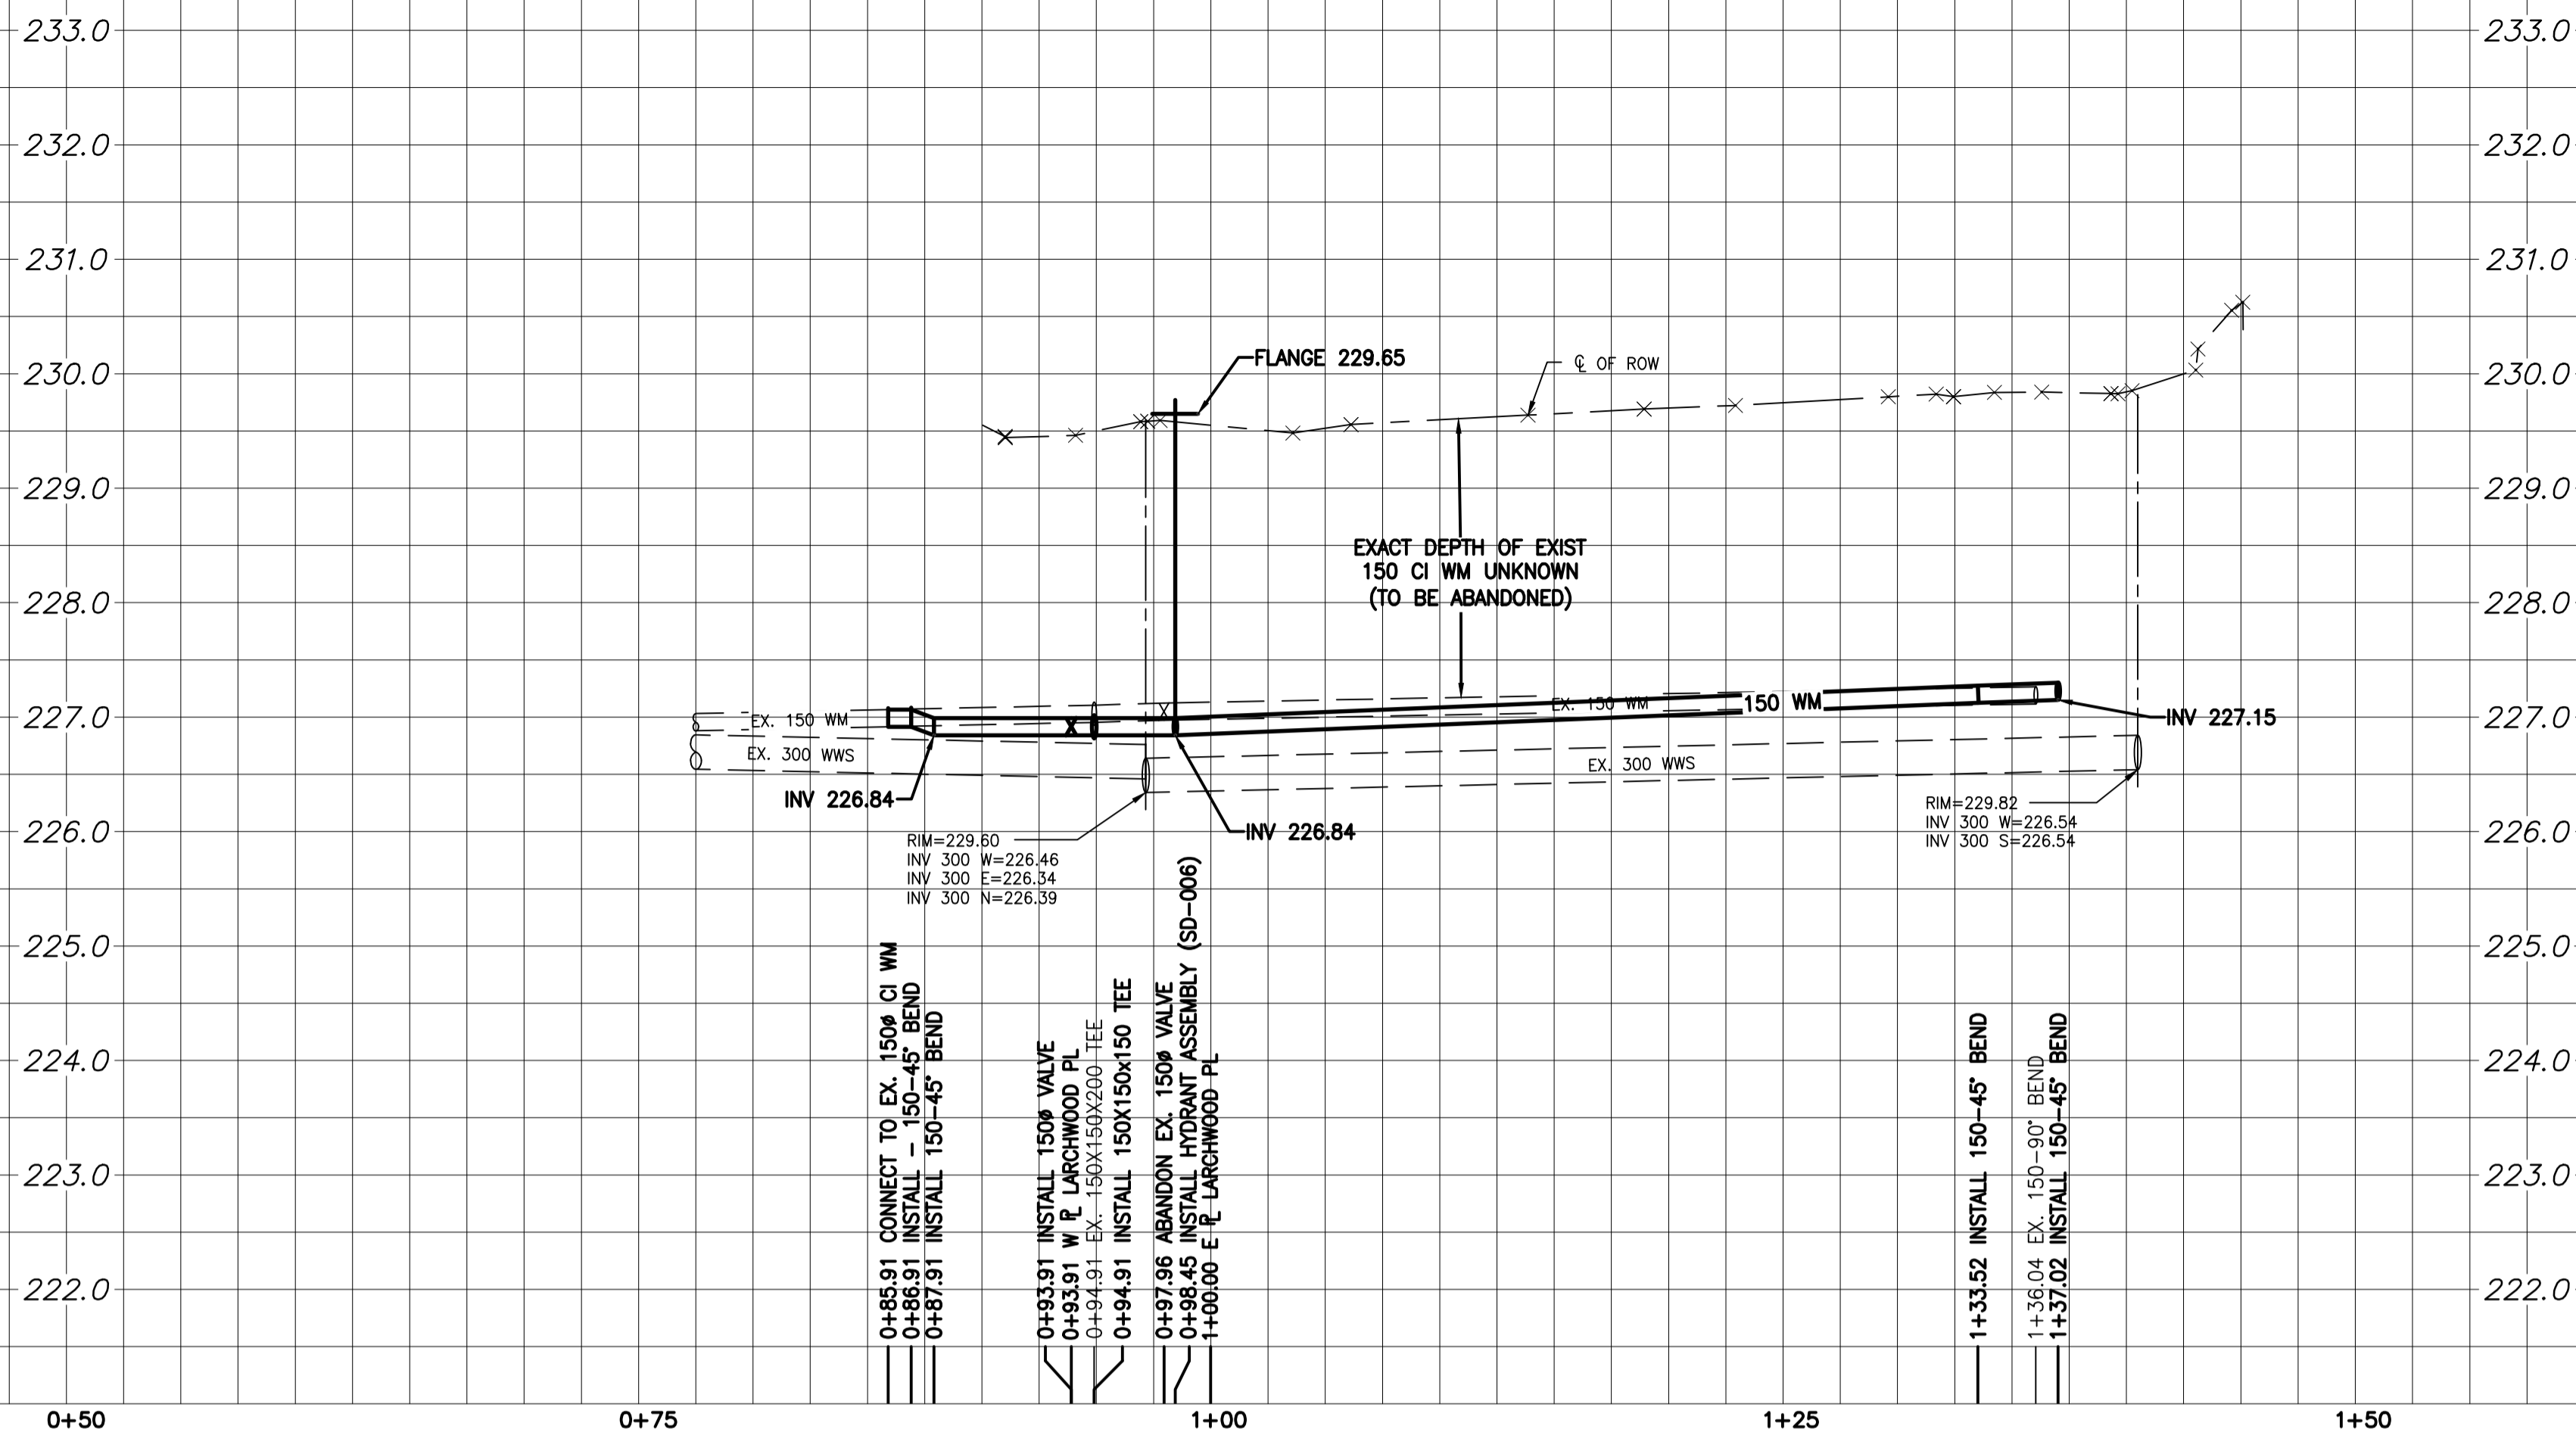 233.0
233.0
232.0
232.0
231.0
231.0
230.0
230.0
229.0
229.0
228.0
228.0
227.0
227.0
226.0
226.0
225.0
225.0
224.0
224.0
223.0
223.0
222.0
222.0
FLANGE 229.65
℄ OF ROW
EXACT DEPTH OF EXIST
150 CI WM UNKNOWN
(TO BE ABANDONED)
EX. 150 WM
EX. 300 WWS
EX. 150 WM
150 WM
EX. 300 WWS
INV 227.15
INV 226.84
INV 226.84
RIM=229.60
INV 300 W=226.46
INV 300 E=226.34
INV 300 N=226.39
RIM=229.82
INV 300 W=226.54
INV 300 S=226.54
0+85.91 CONNECT TO EX. 150ø CI WM
0+86.91 INSTALL - 150-45° BEND
0+87.91 INSTALL 150-45° BEND
0+93.91 INSTALL 150ø VALVE
0+93.91 W PL LARCHWOOD PL
0+94.91 EX. 150X150X200 TEE
0+94.91 INSTALL 150X150x150 TEE
0+97.96 ABANDON EX. 150ø VALVE
0+98.45 INSTALL HYDRANT ASSEMBLY (SD-006)
1+00.00 E PL LARCHWOOD PL
1+33.52 INSTALL 150-45° BEND
1+36.04 EX. 150-90° BEND
1+37.02 INSTALL 150-45° BEND
0+50
0+75
1+00
1+25
1+50